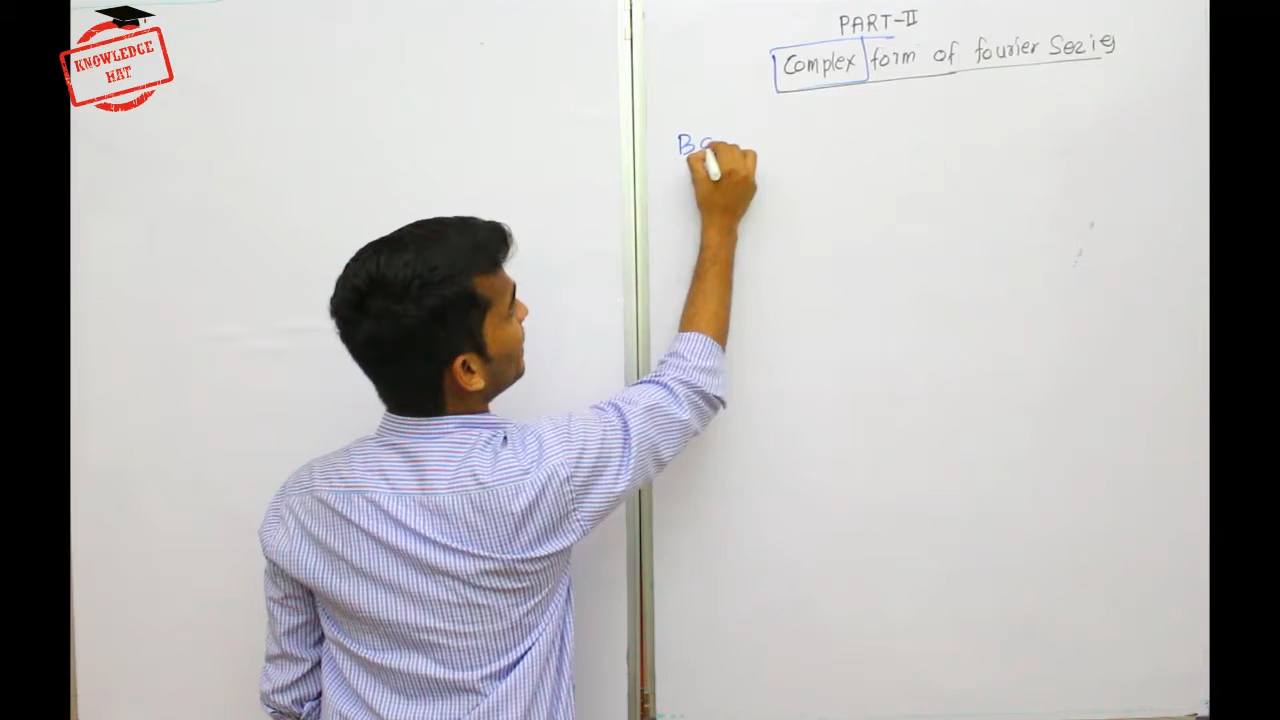 KNOWLEDGE
HAT
PART-II
Complex form of fourier Series
B